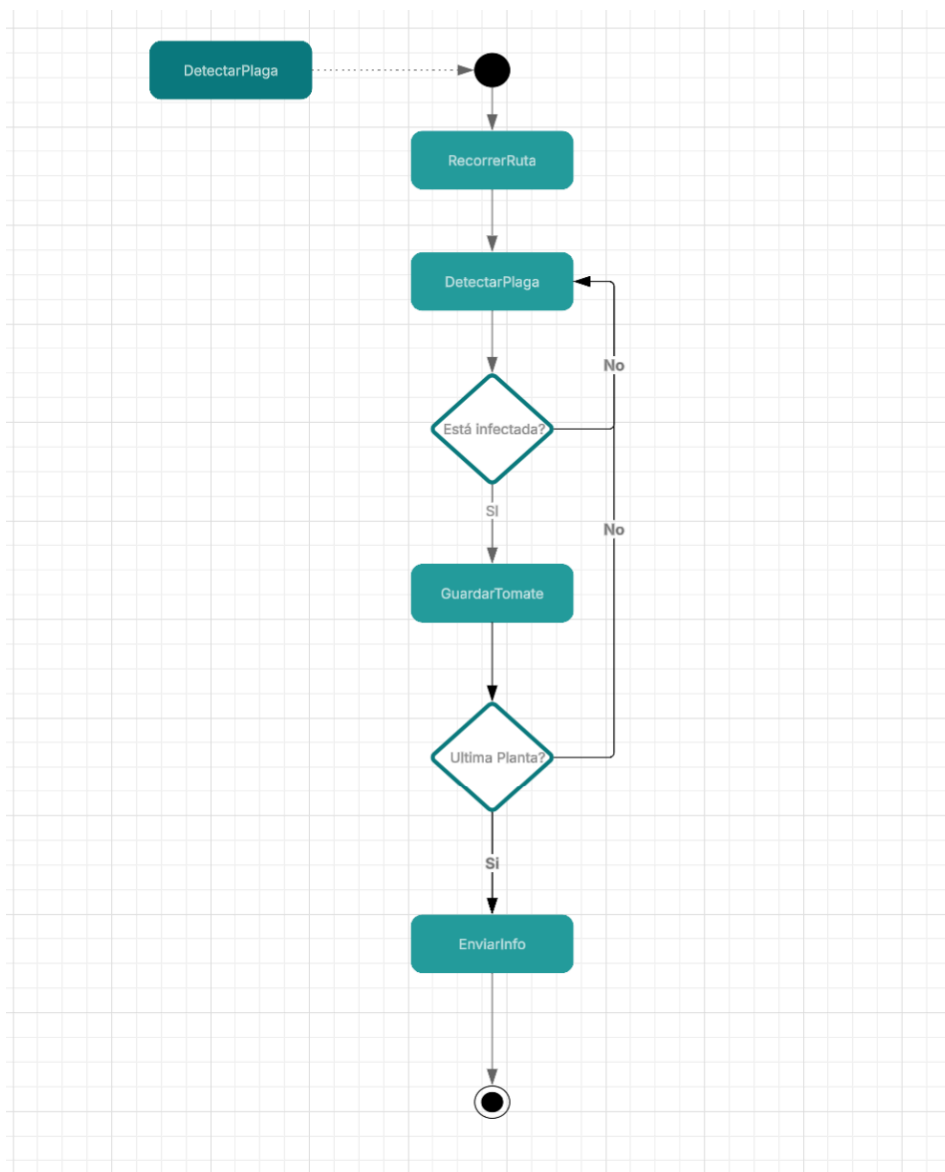 DetectarPlaga
RecorrerRuta
DetectarPlaga
No
Está infectada?
SI
No
GuardarTomate
Ultima Planta?
Si
EnviarInfo